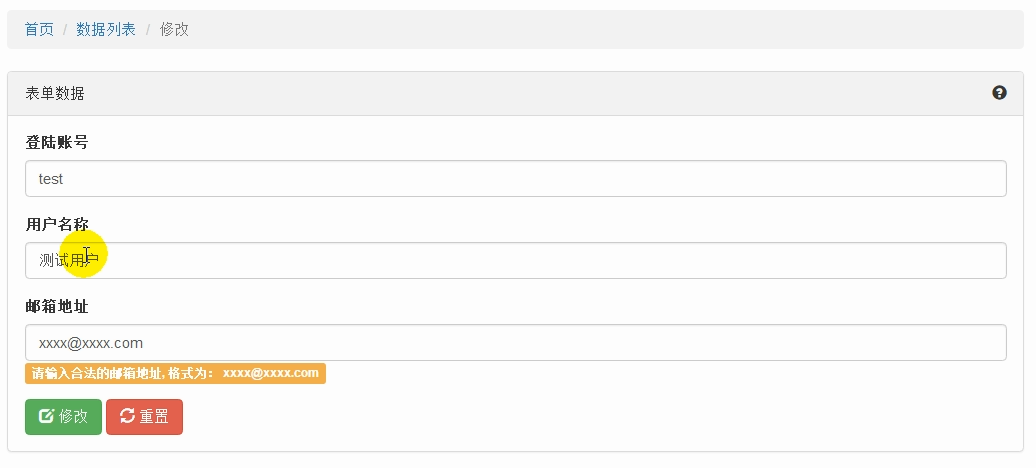 首页 / 数据列表 / 修改
表单数据
登陆账号
test
用户名称
测试用户
邮箱地址
xxxx@xxxx.com
请输入合法的邮箱地址, 格式为： xxxx@xxxx.com
修改 重置